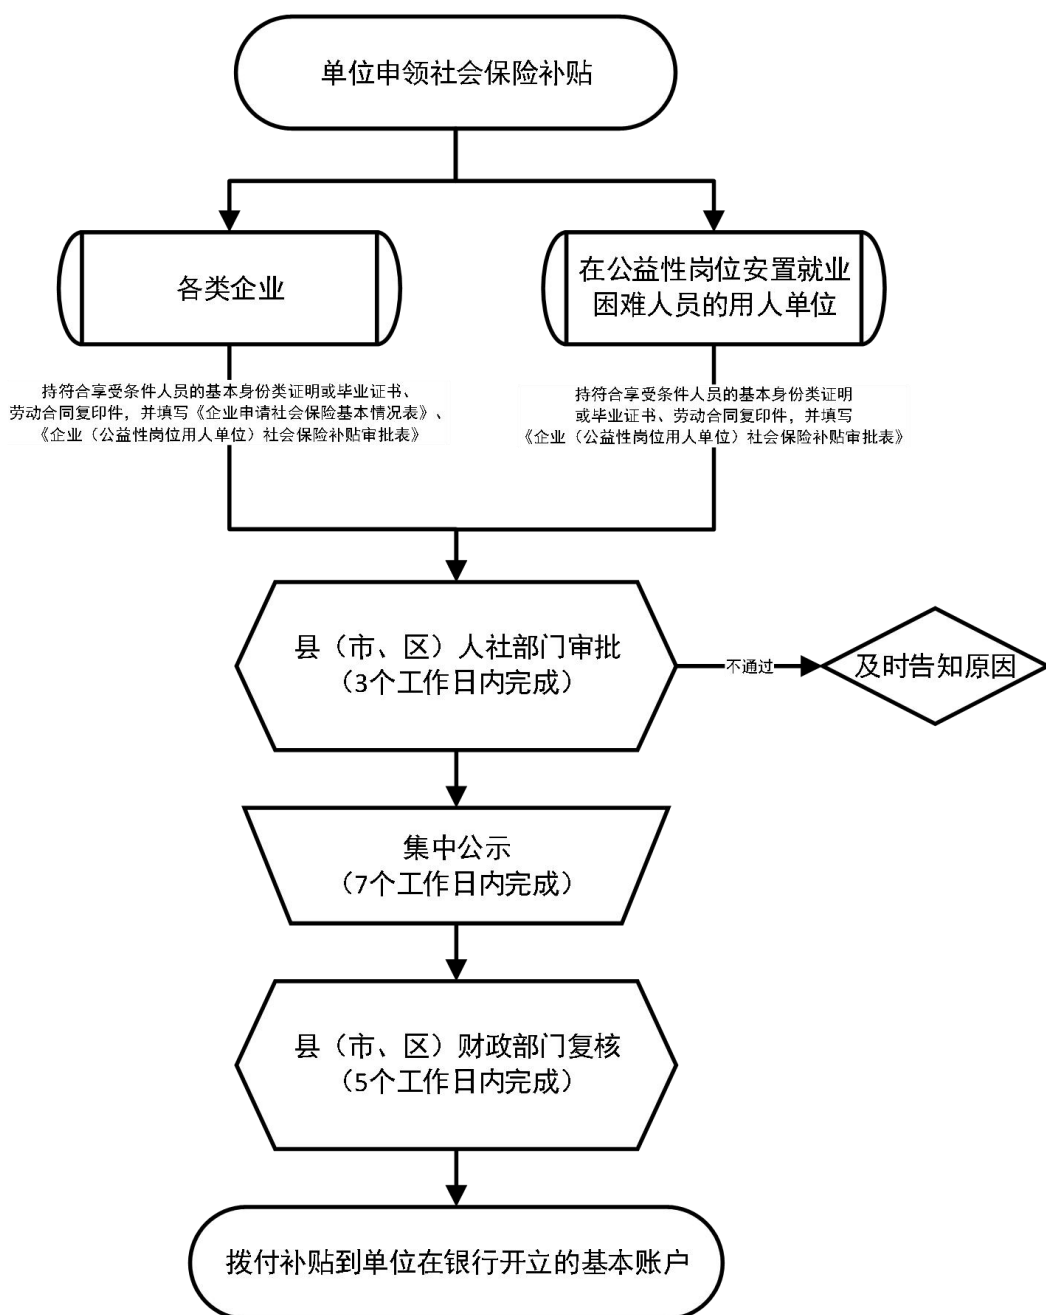 单位申领社会保险补贴
各类企业
在公益性岗位安置就业
困难人员的用人单位
持符合享受条件人员的基本身份类证明或毕业证书、
劳动合同复印件，并填写《企业申请社会保险基本情况表》、
《企业（公益性岗位用人单位）社会保险补贴审批表》
持符合享受条件人员的基本身份类证明
或毕业证书、劳动合同复印件，并填写
《企业（公益性岗位用人单位）社会保险补贴审批表》
县（市、区）人社部门审批
（3个工作日内完成）
不通过
及时告知原因
集中公示
（7个工作日内完成）
县（市、区）财政部门复核
（5个工作日内完成）
拨付补贴到单位在银行开立的基本账户